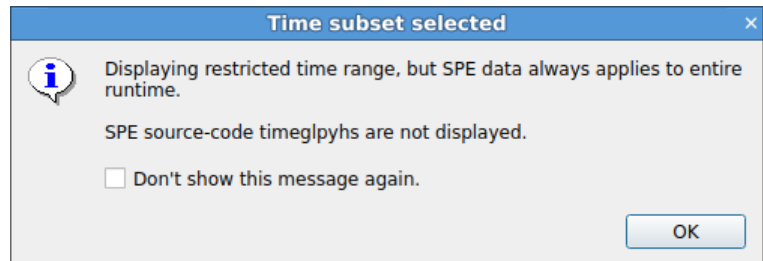 Time subset selected
Displaying restricted time range, but SPE data always applies to entire
runtime.
SPE source-code timeglpyhs are not displayed.
Don't show this message again.
OK